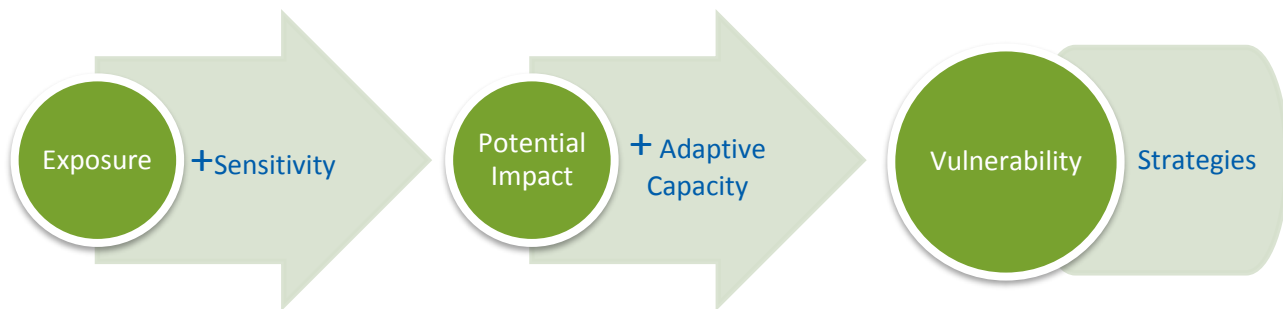 Exposure
+Sensitivity
Potential
Impact
+ Adaptive
Capacity
Vulnerability
Strategies